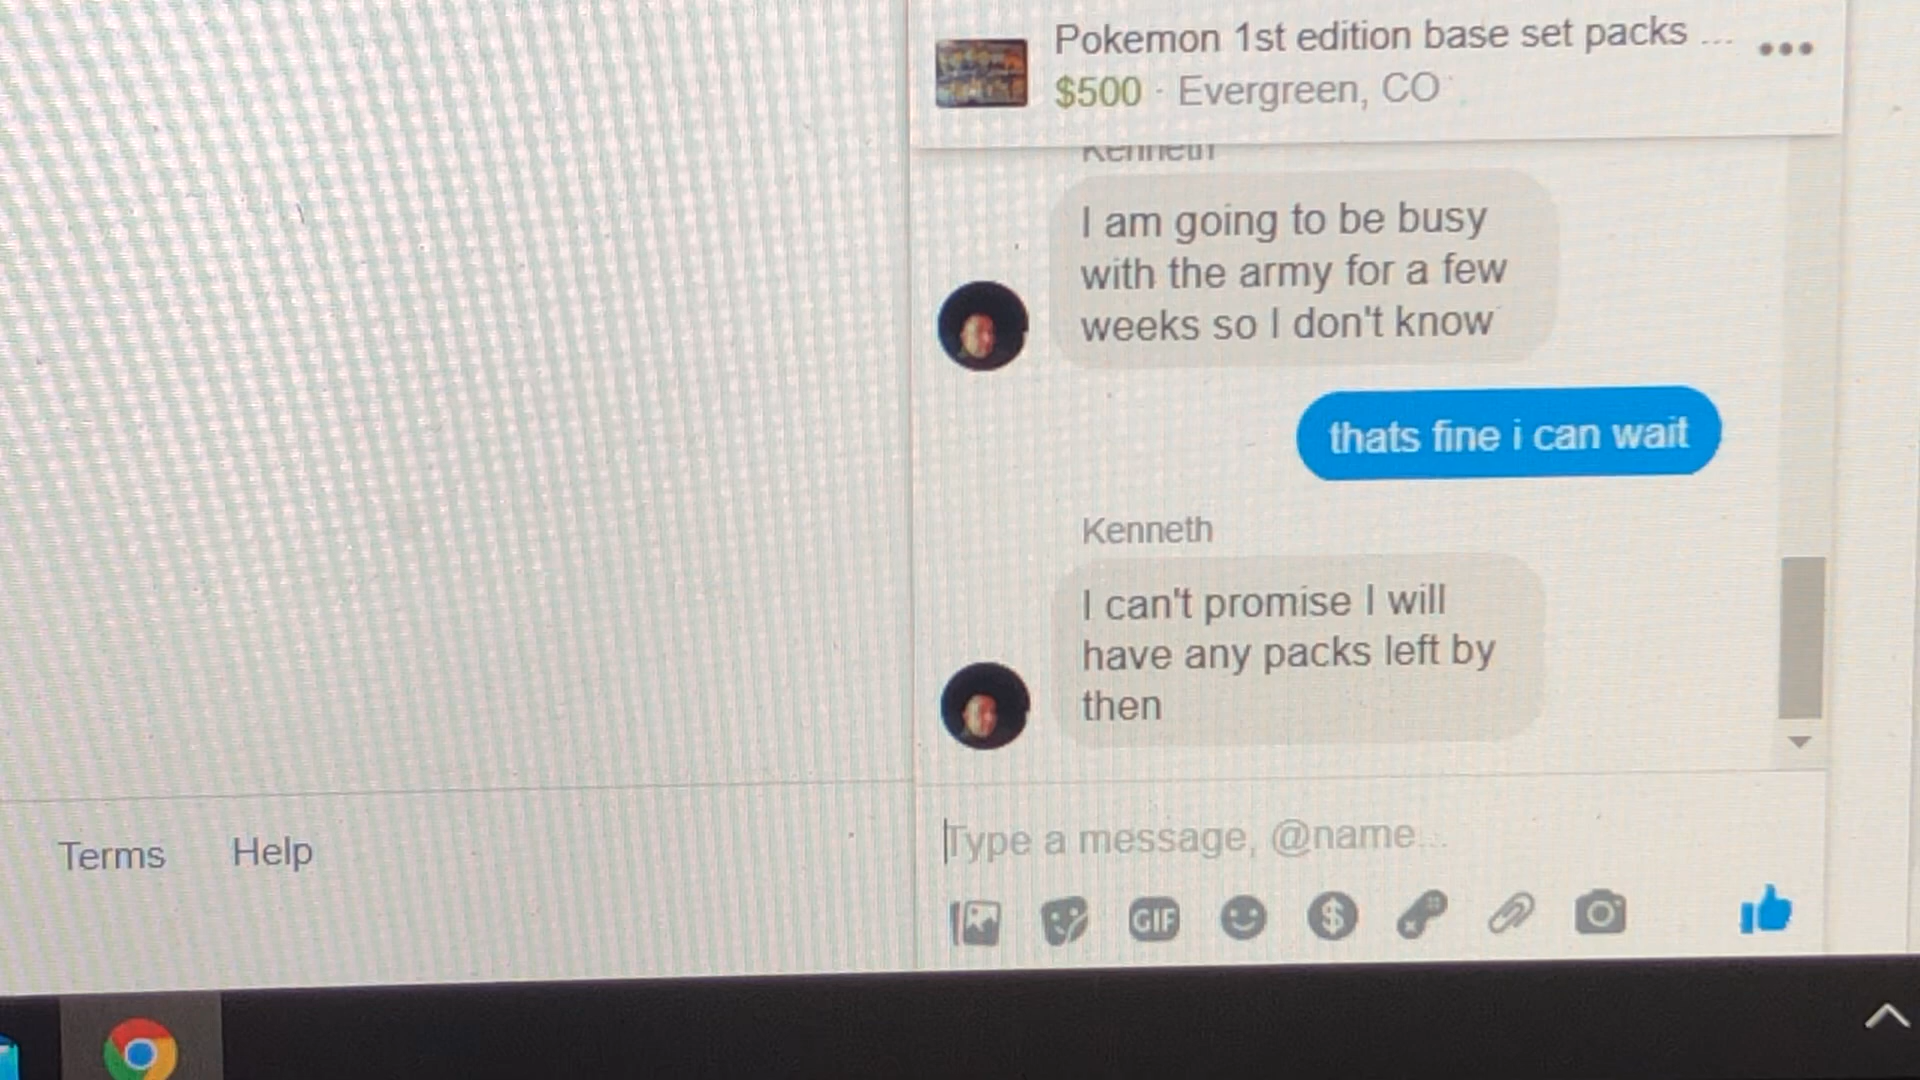 Pokemon 1st edition base set packs ...
$500 · Evergreen, CO
Kenneth
I am going to be busy
with the army for a few
weeks so I don't know
thats fine i can wait
Kenneth
I can't promise I will
have any packs left by
then
Type a message, @name...
Terms Help
GIF